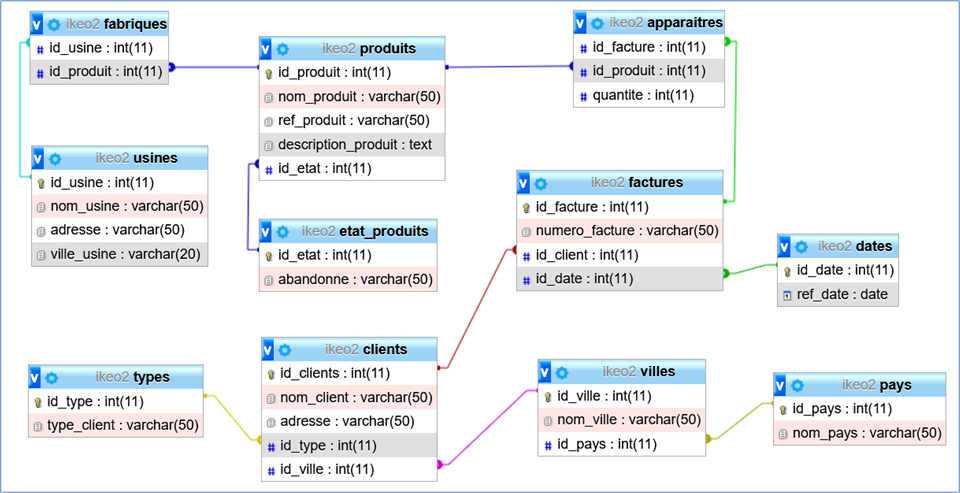 v ikeo2 fabriques
# id_usine : int(11)
# id_produit : int(11)
v ikeo2 produits
id_produit : int(11)
nom_produit : varchar(50)
ref_produit : varchar(50)
description_produit : text
# id_etat : int(11)
v ikeo2 apparaitres
# id_facture : int(11)
# id_produit : int(11)
# quantite : int(11)
v ikeo2 usines
id_usine : int(11)
nom_usine : varchar(50)
adresse : varchar(50)
ville_usine : varchar(20)
v ikeo2 etat_produits
id_etat : int(11)
abandonne : varchar(50)
v ikeo2 factures
id_facture : int(11)
numero_facture : varchar(50)
# id_client : int(11)
# id_date : int(11)
v ikeo2 dates
id_date : int(11)
ref_date : date
v ikeo2 types
id_type : int(11)
type_client : varchar(50)
v ikeo2 clients
id_clients : int(11)
nom_client : varchar(50)
adresse : varchar(50)
# id_type : int(11)
# id_ville : int(11)
v ikeo2 villes
id_ville : int(11)
nom_ville : varchar(50)
# id_pays : int(11)
v ikeo2 pays
id_pays : int(11)
nom_pays : varchar(50)